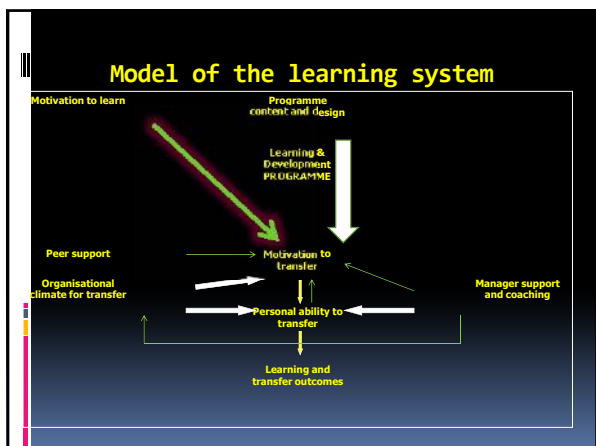 Model of the learning system
Motivation to learn
Programme
content and design
Learning &
Development
PROGRAMME
Peer support
Motivation to
transfer
Organisational
climate for transfer
Manager support
and coaching
Personal ability to
transfer
Learning and
transfer outcomes